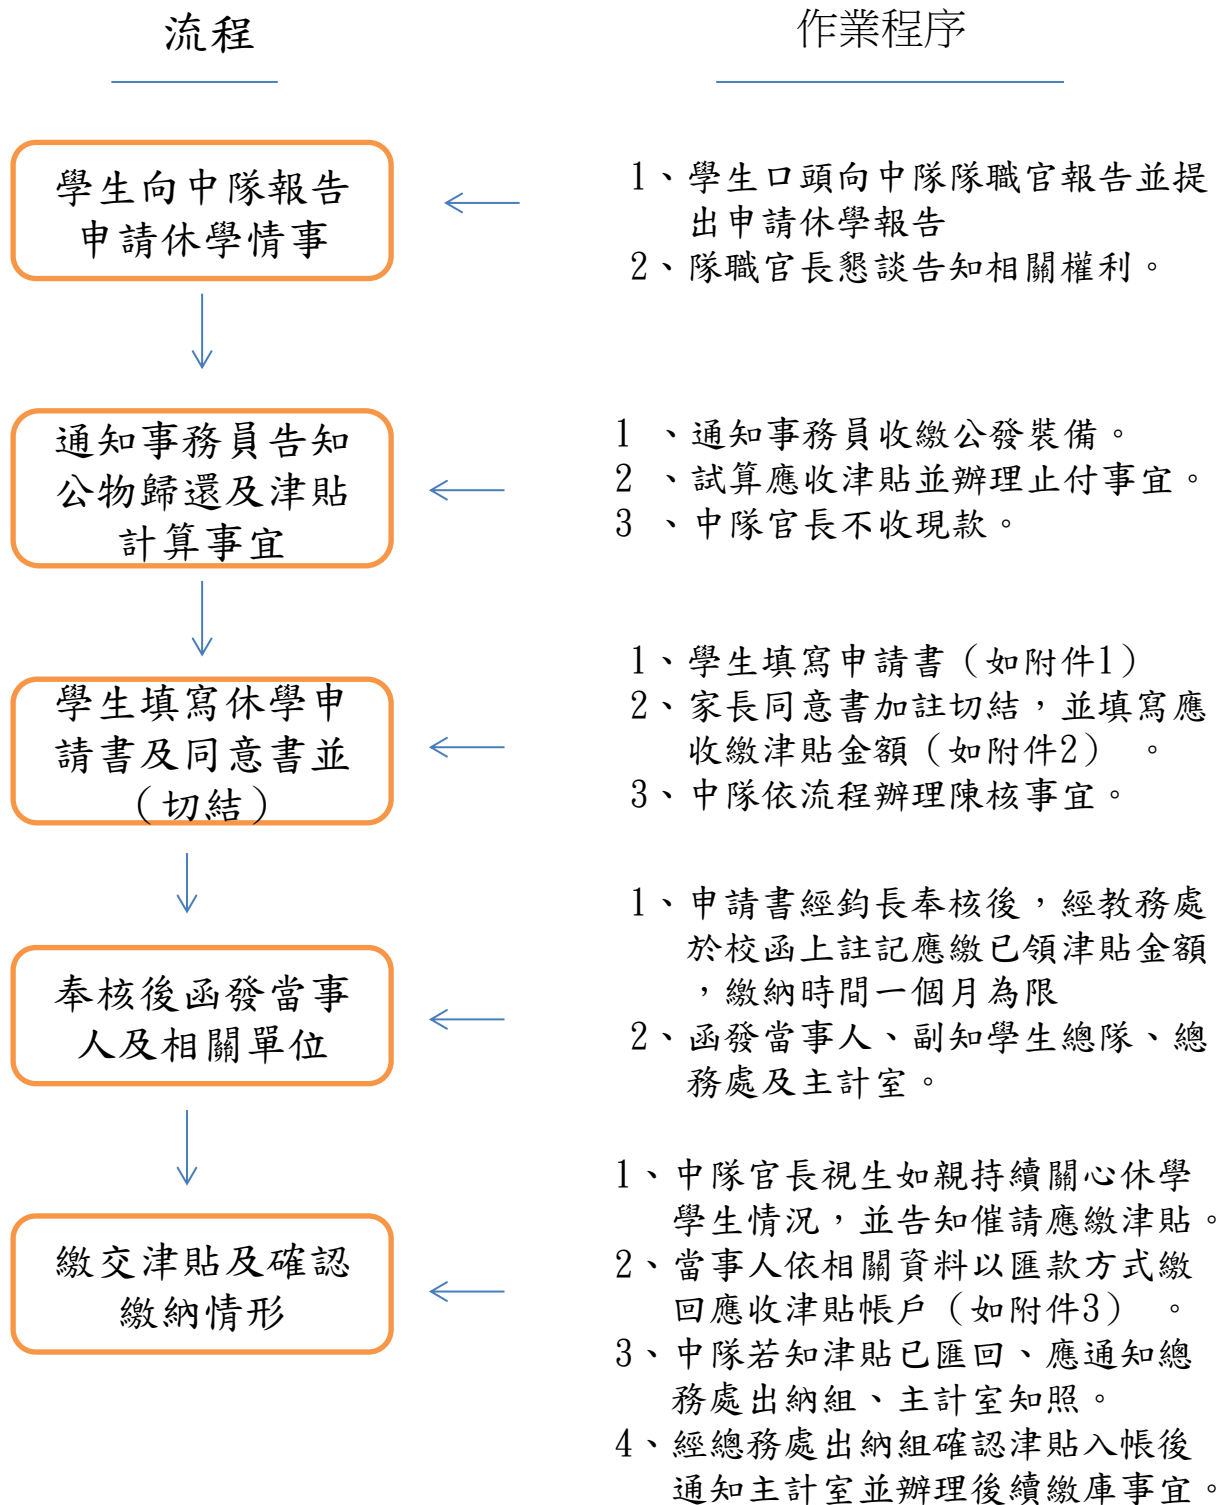 流程
作業程序
學生向中隊報告
申請休學情事
1、學生口頭向中隊隊職官報告並提
出申請休學報告
2、隊職官長懇談告知相關權利。
通知事務員告知
公物歸還及津貼
計算事宜
1 、通知事務員收繳公發裝備。
2 、試算應收津貼並辦理止付事宜。
3 、中隊官長不收現款。
學生填寫休學申
請書及同意書並
(切結)
1、學生填寫申請書(如附件1)
2、家長同意書加註切結,並填寫應
收繳津貼金額(如附件2) 。
3、中隊依流程辦理陳核事宜。
奉核後函發當事
人及相關單位
1、申請書經鈞長奉核後,經教務處
於校函上註記應繳已領津貼金額
,繳納時間一個月為限
2、函發當事人、副知學生總隊、總
務處及主計室。
繳交津貼及確認
繳納情形
1、中隊官長視生如親持續關心休學
學生情況,並告知催請應繳津貼。
2、當事人依相關資料以匯款方式繳
回應收津貼帳戶(如附件3) 。
3、中隊若知津貼已匯回、應通知總
務處出納組、主計室知照。
4、經總務處出納組確認津貼入帳後
通知主計室並辦理後續繳庫事宜。